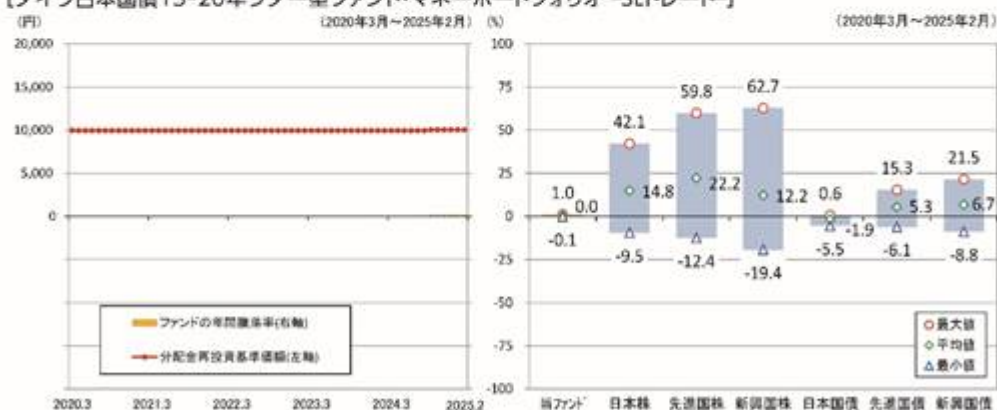 (円)
(2020年3月～2025年2月)
20,000
15,000
10,000
5,000
0
ファンドの年間騰落率(右軸)
分配金再投資基準価額(左軸)
2020.3 2021.3 2022.3 2023.3 2024.3 2025.2
(%)
(2020年3月～2025年2月)
100
75
50
25
0
-25
-50
-75
-100
1.0 42.1 59.8 62.7 0.6 15.3 21.5
0.0 14.8 22.2 12.2 -1.9 5.3 6.7
-0.1 -9.5 -12.4 -19.4 -5.5 -6.1 -8.8
最大値
平均値
最小値
当ファンド 日本株 先進国株 新興国株 日本国債 先進国債 新興国債